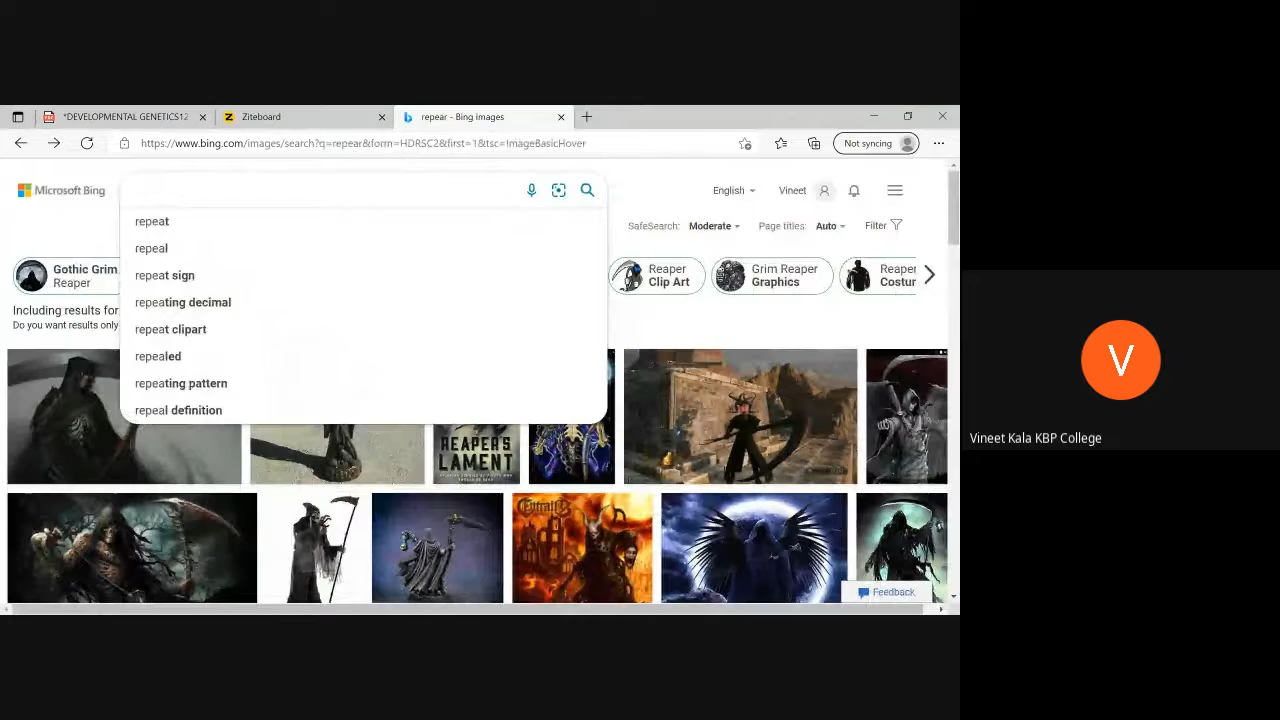 *DEVELOPMENTAL GENETICS12
Ziteboard
repear - Bing images
https://www.bing.com/images/search?q=repear&form=HDRSC2&first=1&tsc=ImageBasicHover
Not syncing
Microsoft Bing
English
Vineet
repeat
repeal
repeat sign
repeating decimal
repeat clipart
repealed
repeating pattern
repeal definition
SafeSearch: Moderate
Page titles: Auto
Filter
Gothic Grim
Reaper
Reaper
Clip Art
Grim Reaper
Graphics
Reaper
Costur
Including results for
Do you want results only
REAPER'S
LAMENT
Feedback
V
Vineet Kala KBP College